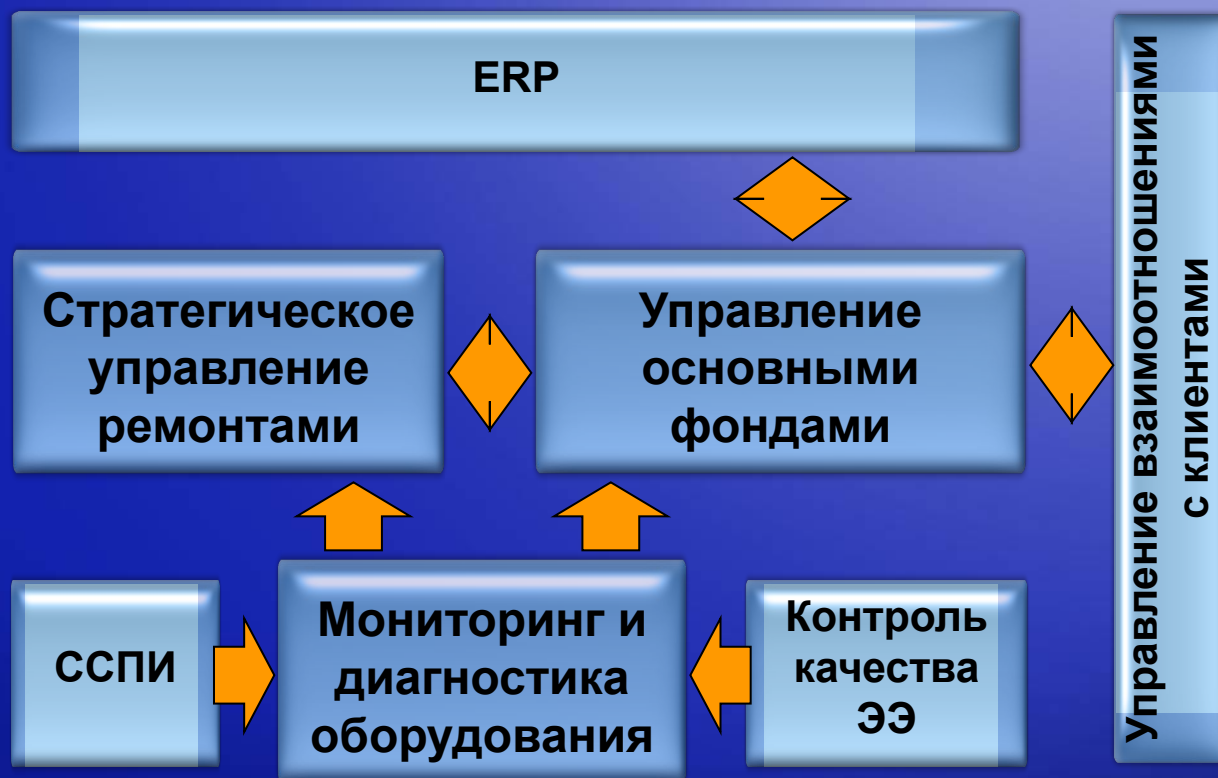 ERP
Стратегическое
управление
ремонтами
Управление
основными
фондами
Управление взаимоотношениями
с клиентами
ССПИ
Мониторинг и
диагностика
оборудования
Контроль
качества
ЭЭ